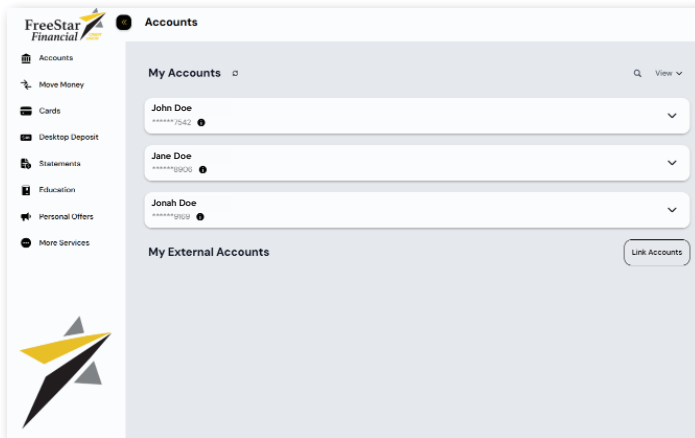 FreeStar
Financial
«
Accounts
Accounts
Move Money
Cards
Desktop Deposit
Statements
Education
Personal Offers
More Services
My Accounts
View
John Doe
******7542
Jane Doe
******8906
Jonah Doe
******9169
My External Accounts
Link Accounts